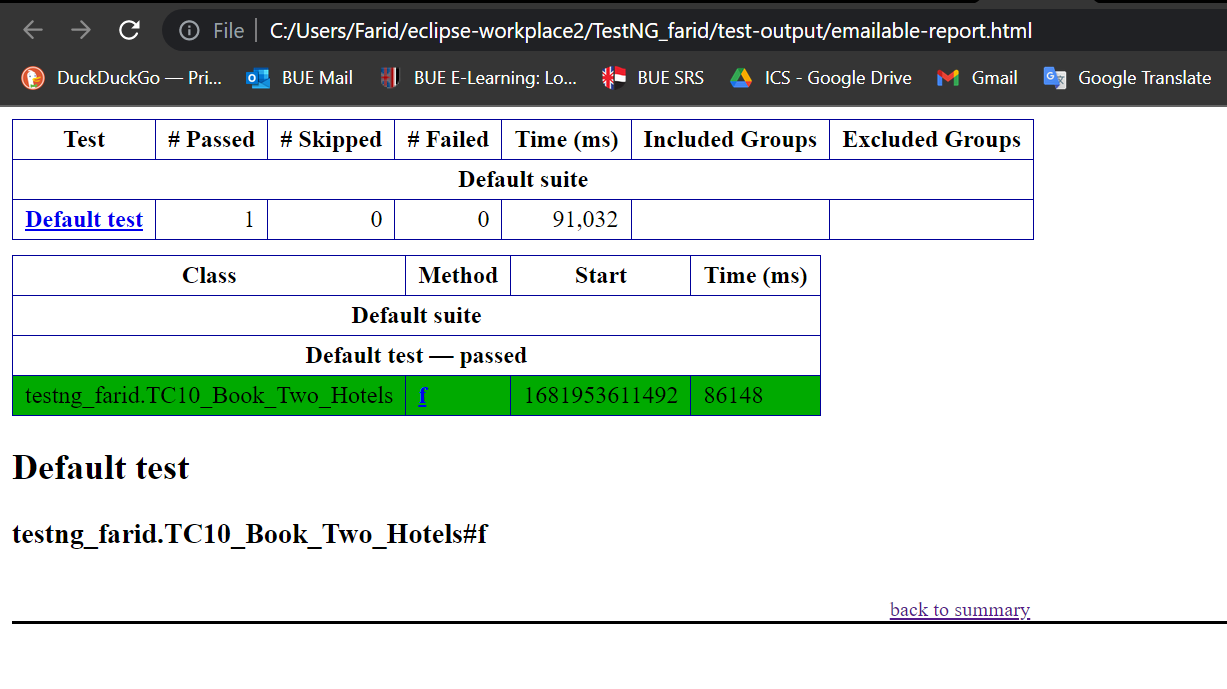 File | C:/Users/Farid/eclipse-workplace2/TestNG_farid/test-output/emailable-report.html
DuckDuckGo — Pri... BUE Mail BUE E-Learning: Lo... BUE SRS ICS - Google Drive Gmail Google Translate
Test # Passed # Skipped # Failed Time (ms) Included Groups Excluded Groups
Default suite
Default test 1 0 0 91,032
Class Method Start Time (ms)
Default suite
Default test — passed
testng_farid.TC10_Book_Two_Hotels f 1681953611492 86148
Default test
testng_farid.TC10_Book_Two_Hotels#f
back to summary